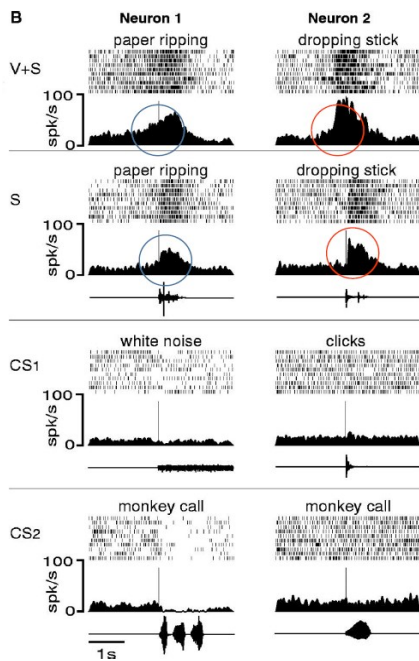 B
Neuron 1 Neuron 2
paper ripping dropping stick
V+S
100
spk/s
0
paper ripping dropping stick
S
100
spk/s
0
white noise clicks
CS1
100
spk/s
0
monkey call monkey call
CS2
100
spk/s
0
1s